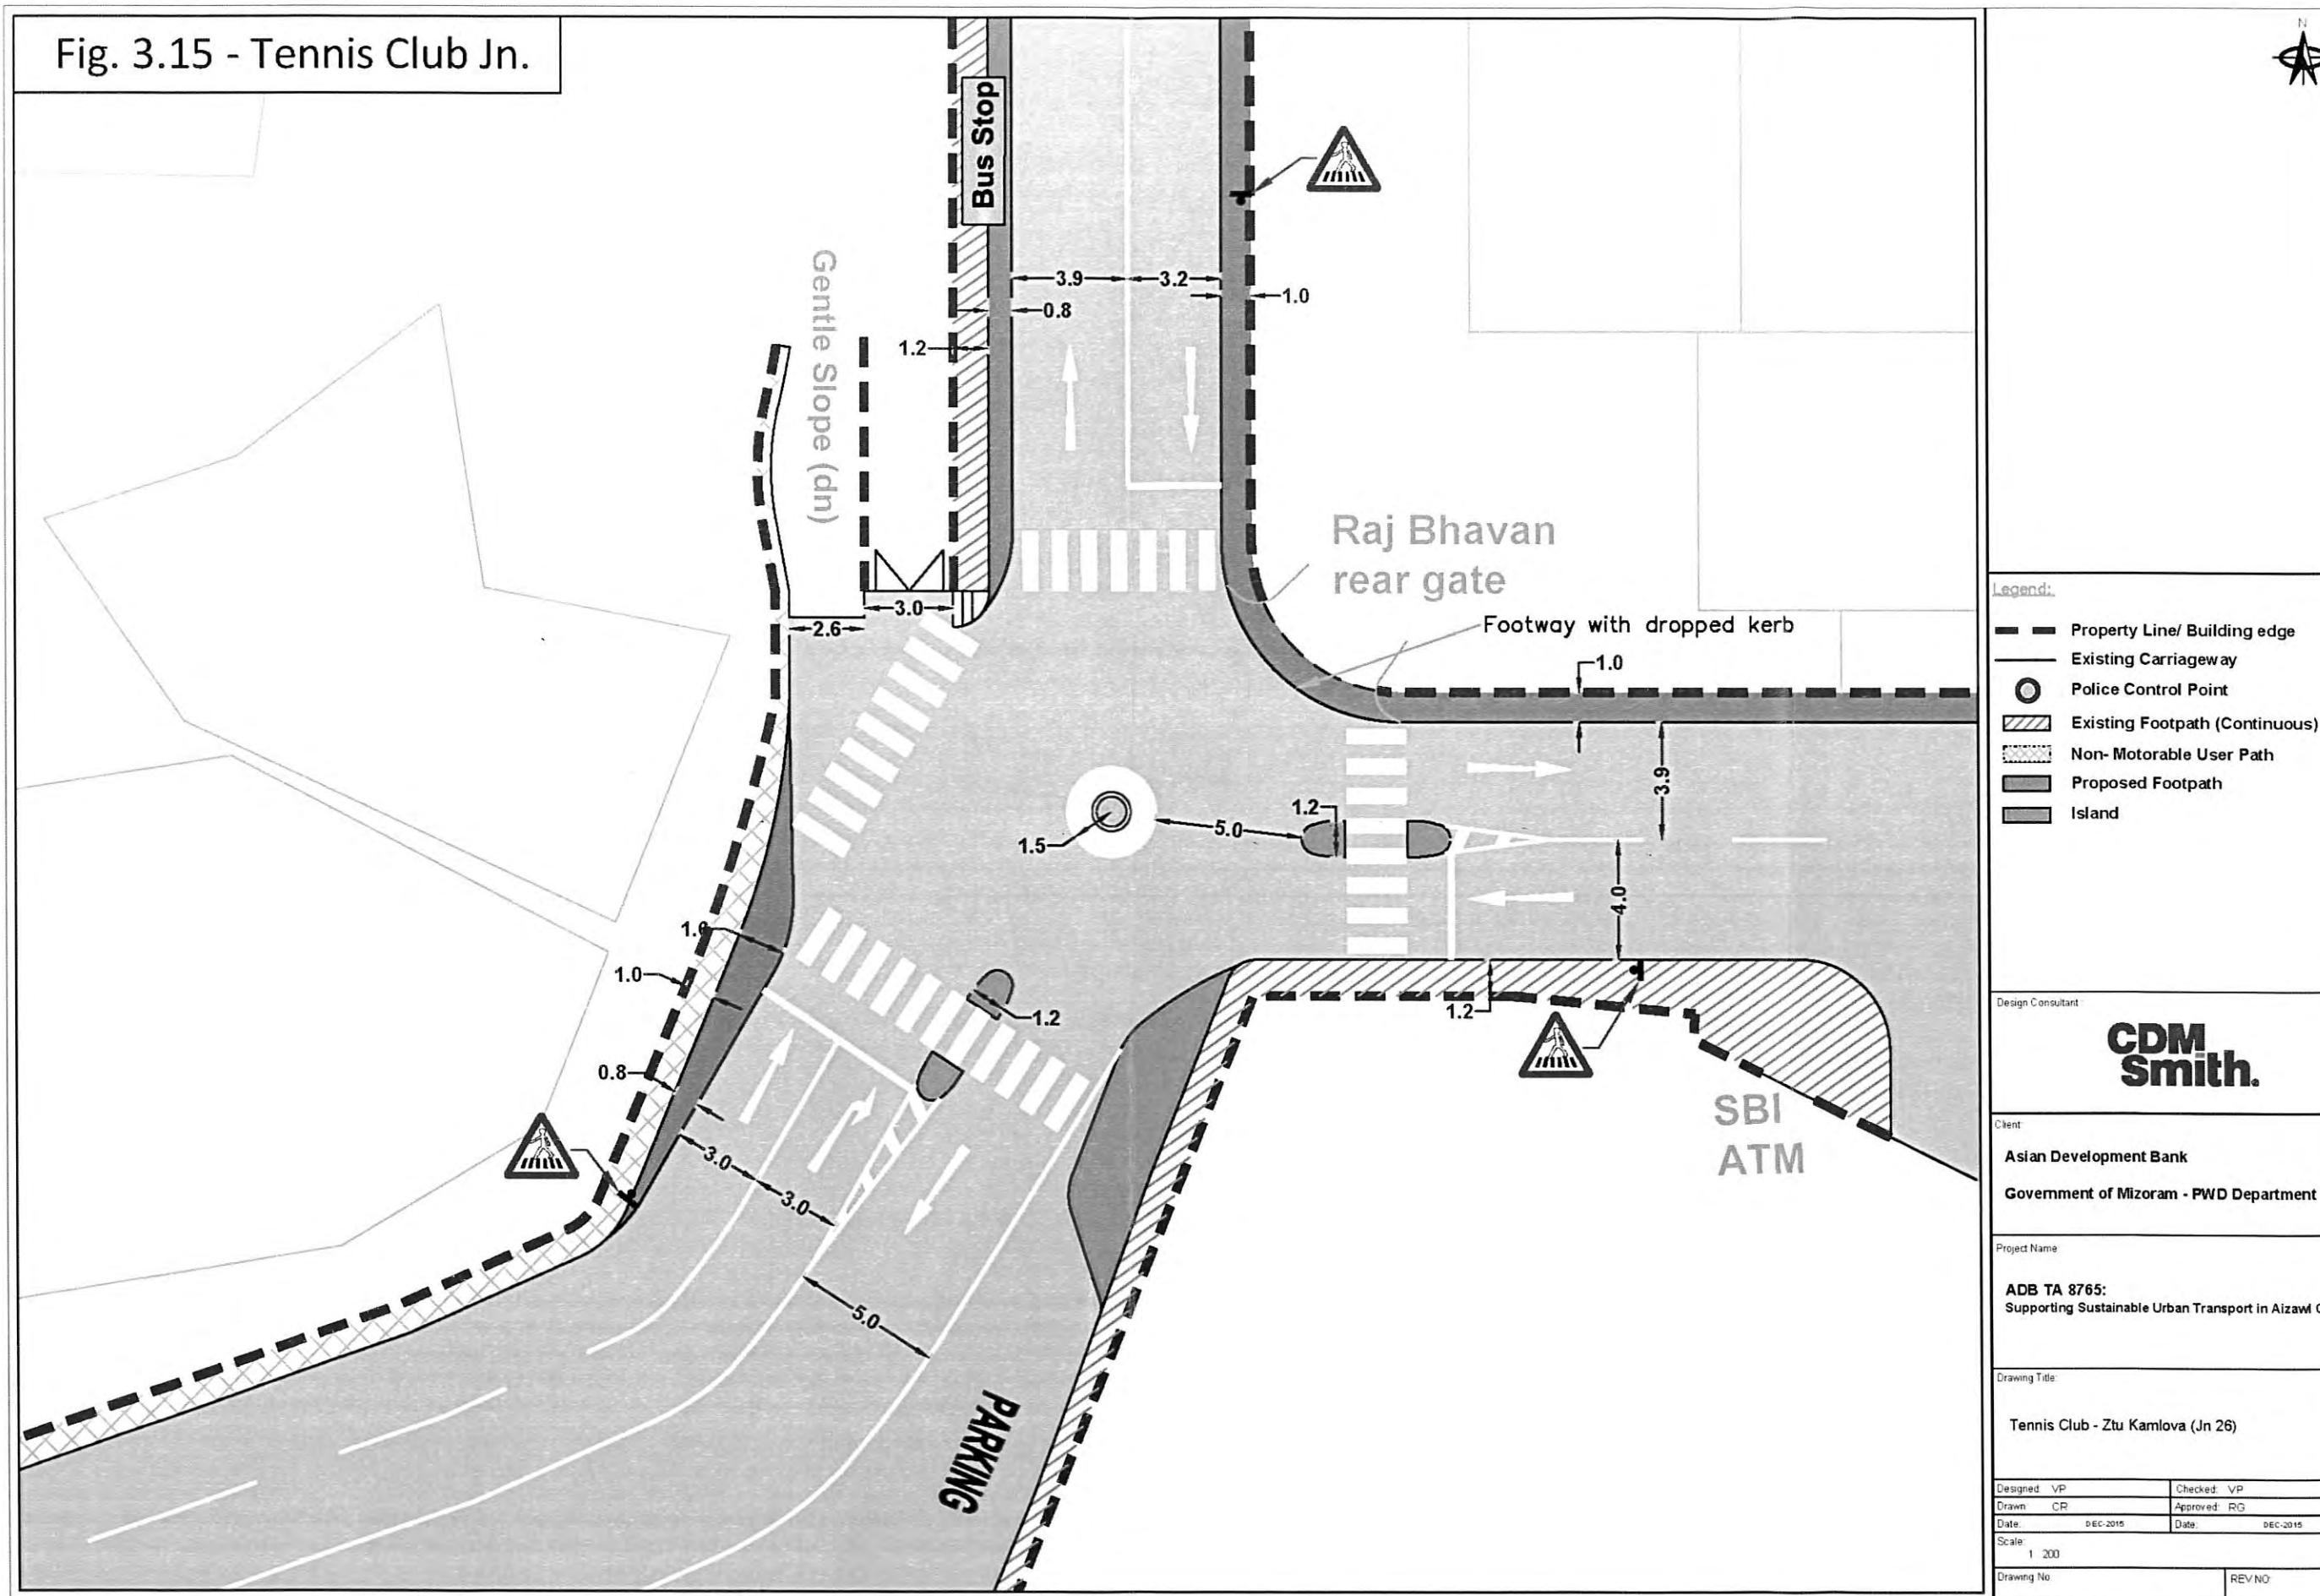 Fig. 3.15 - Tennis Club Jn.
N
Bus Stop
Gentle Slope (dn)
3.9
3.2
1.0
0.8
1.2
Raj Bhavan
rear gate
3.0
2.6
Footway with dropped kerb
1.0
3.9
1.2
5.0
1.5
4.0
1.0
1.2
1.2
0.8
SBI
ATM
3.0
3.0
5.0
PARKING
Legend:
Property Line/ Building edge
Existing Carriageway
Police Control Point
Existing Footpath (Continuous)
Non- Motorable User Path
Proposed Footpath
Island
Design Consultant:
CDM
Smith.
Client:
Asian Development Bank
Government of Mizoram - PWD Department
Project Name:
ADB TA 8765:
Supporting Sustainable Urban Transport in Aizawl
Drawing Title:
Tennis Club - Ztu Kamlova (Jn 26)
Designed VP
Checked: VP
Drawn CR
Approved: RG
Date: DEC-2015
Date: DEC-2015
Scale:
1 200
Drawing No.
REV NO: